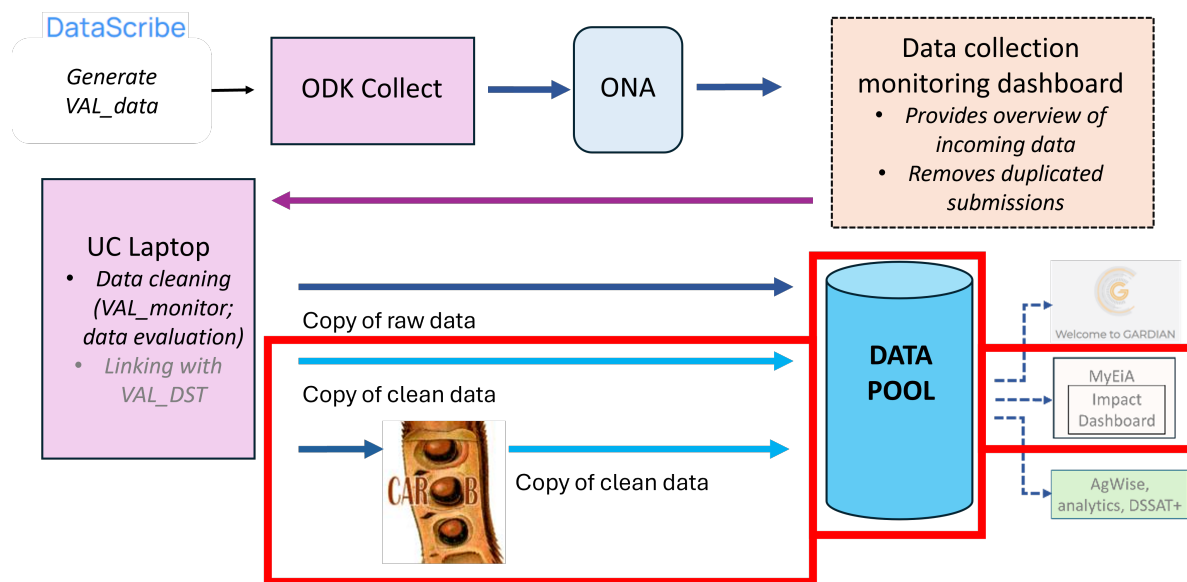 DataScribe
Generate
VAL_data
ODK Collect
ONA
Data collection
monitoring dashboard
• Provides overview of
incoming data
• Removes duplicated
submissions
UC Laptop
• Data cleaning
(VAL_monitor;
data evaluation)
• Linking with
VAL_DST
Copy of raw data
Copy of clean data
CAROB
Copy of clean data
DATA
POOL
Welcome to GARDIAN
MyEiA
Impact
Dashboard
AgWise,
analytics, DSSAT+